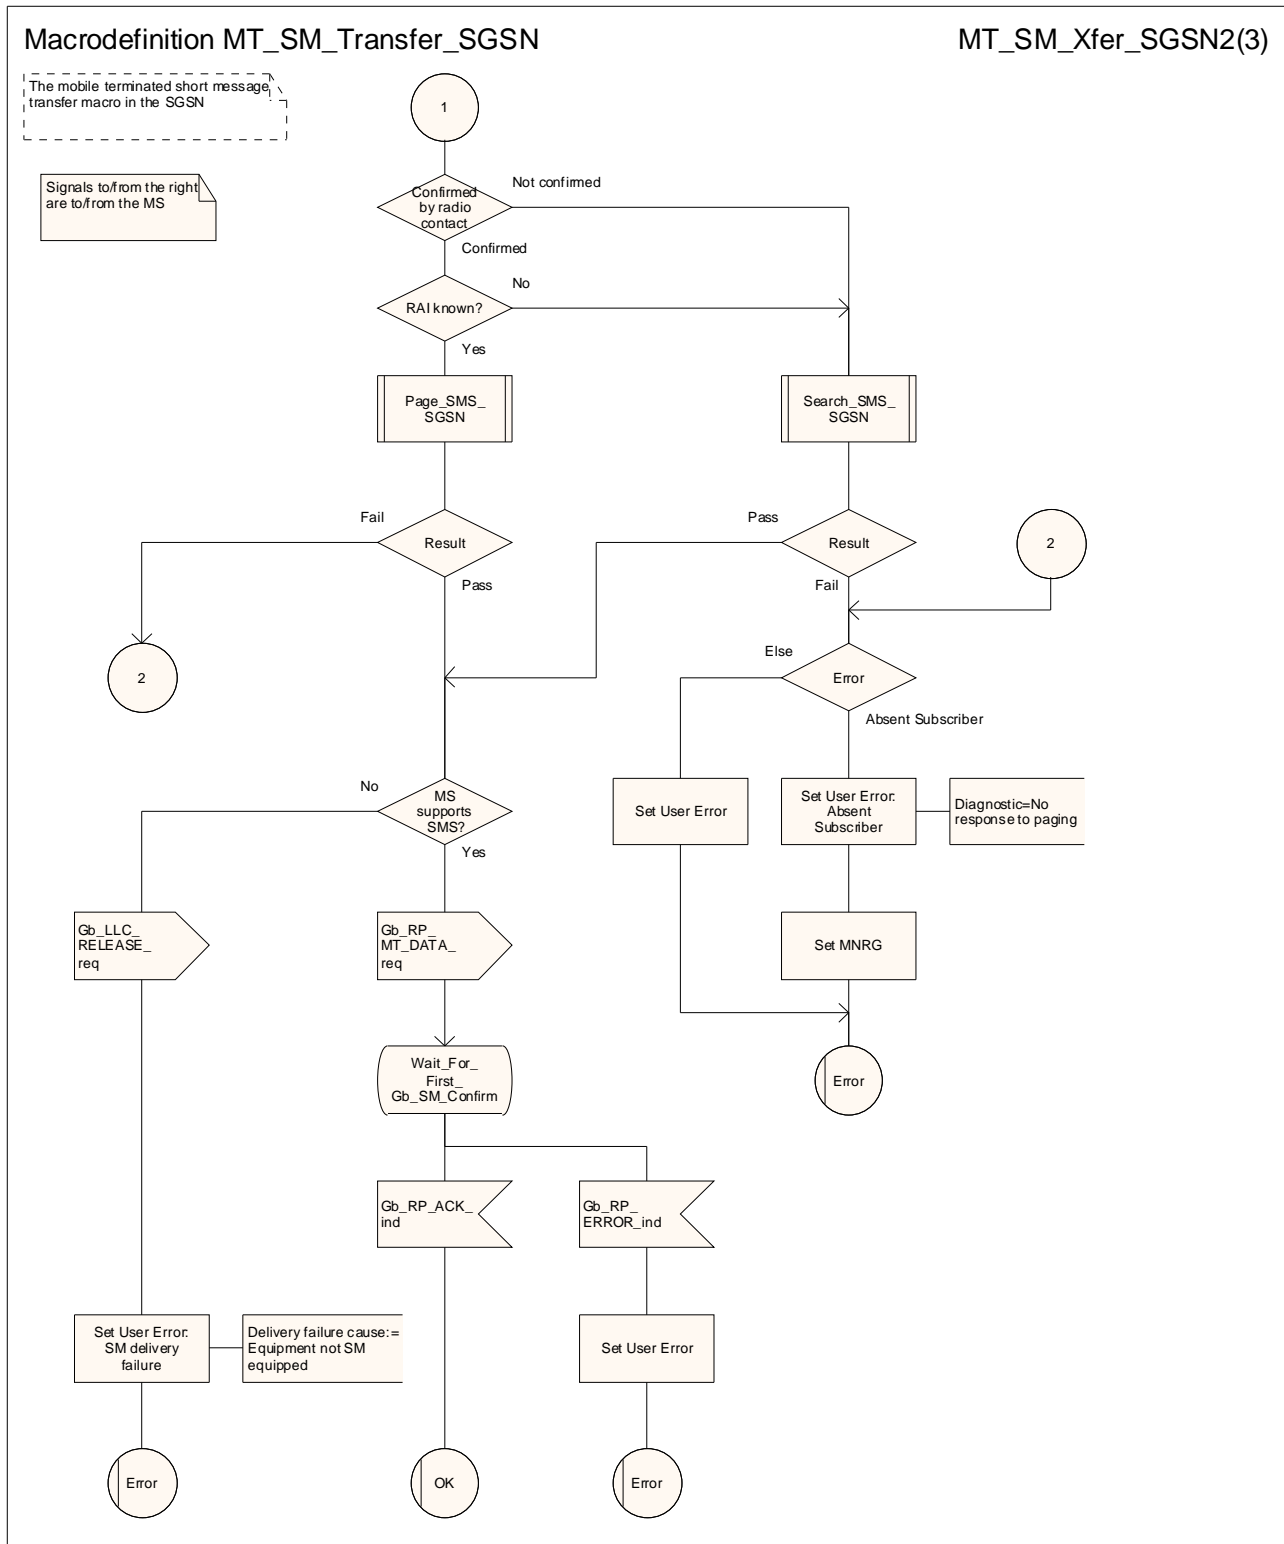 Macrodefinition MT_SM_Transfer_SGSN
MT_SM_Xfer_SGSN2(3)
The mobile terminated short message
transfer macro in the SGSN
Signals to/from the right
are to/from the MS
1
Confirmed
by radio
contact
Not confirmed
Confirmed
RAI known?
No
Yes
Page_SMS_
SGSN
Search_SMS_
SGSN
Fail
Result
Pass
Pass
Result
Fail
2
2
Else
Error
Absent Subscriber
No
MS
supports
SMS?
Yes
Set User Error
Set User Error:
Absent
Subscriber
Diagnostic=No
response to paging
Gb_LLC_
RELEASE_
req
Gb_RP_
MT_DATA_
req
Set MNRG
Wait_For_
First_
Gb_SM_Confirm
Error
Gb_RP_ACK_
ind
Gb_RP_
ERROR_ind
Set User Error:
SM delivery
failure
Delivery failure cause:=
Equipment not SM
equipped
Set User Error
Error
OK
Error